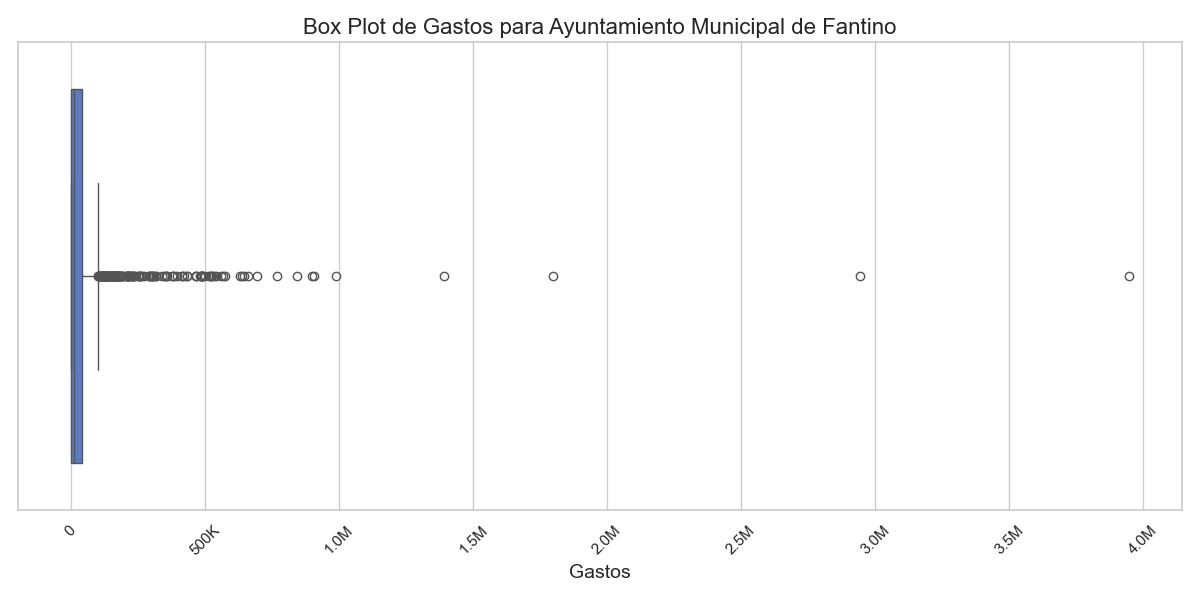 Box Plot de Gastos para Ayuntamiento Municipal de Fantino
0
500K
1.0M
1.5M
2.0M
2.5M
3.0M
3.5M
4.0M
Gastos